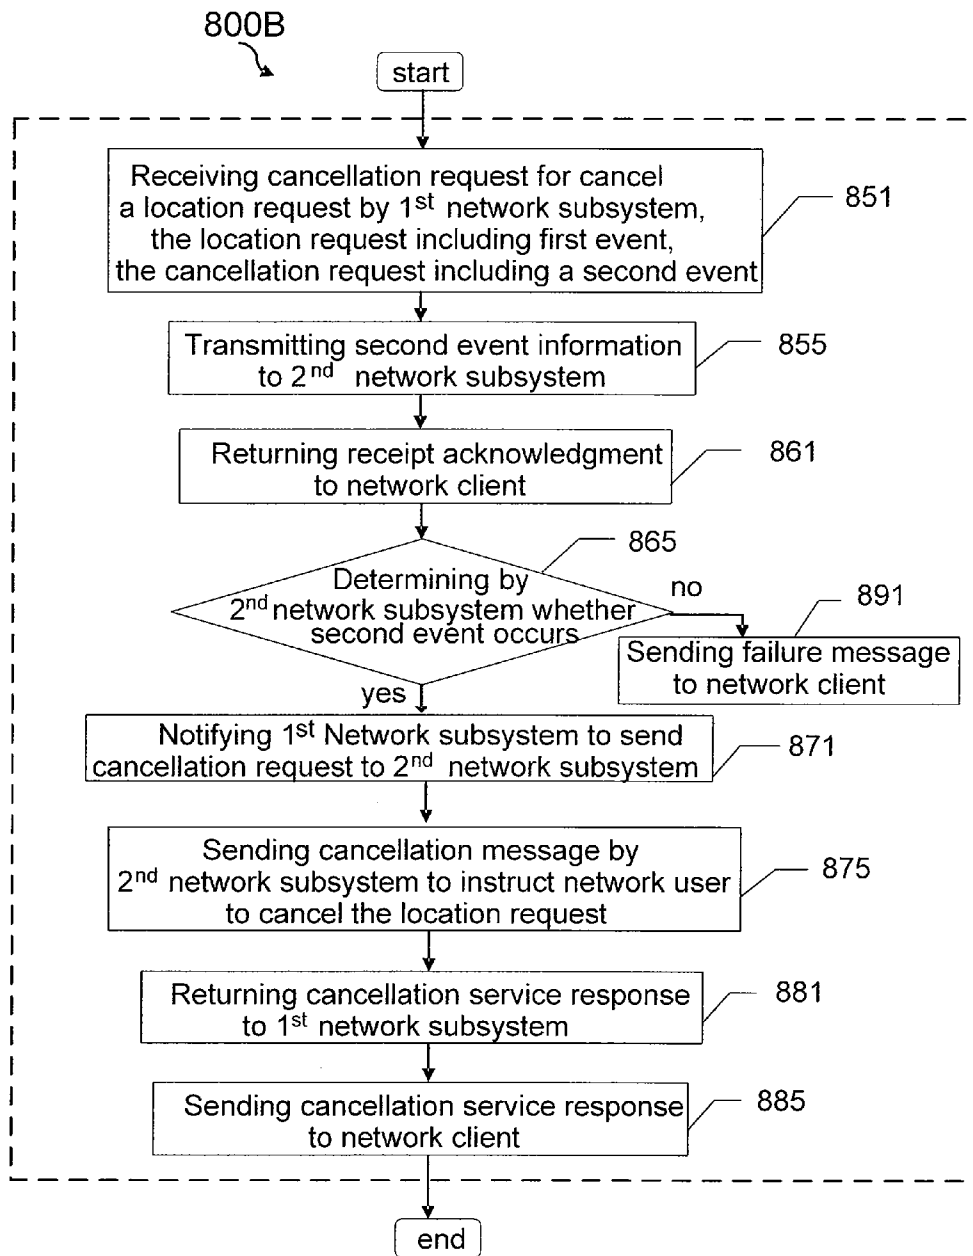 800B
start
Receiving cancellation request for cancel
a location request by 1st network subsystem,
the location request including first event,
the cancellation request including a second event
851
Transmitting second event information
to 2nd network subsystem
855
Returning receipt acknowledgment
to network client
861
865
Determining by
2nd network subsystem whether
second event occurs
no
891
Sending failure message
to network client
yes
Notifying 1st Network subsystem to send
cancellation request to 2nd network subsystem
871
Sending cancellation message by
2nd network subsystem to instruct network user
to cancel the location request
875
Returning cancellation service response
to 1st network subsystem
881
Sending cancellation service response
to network client
885
end